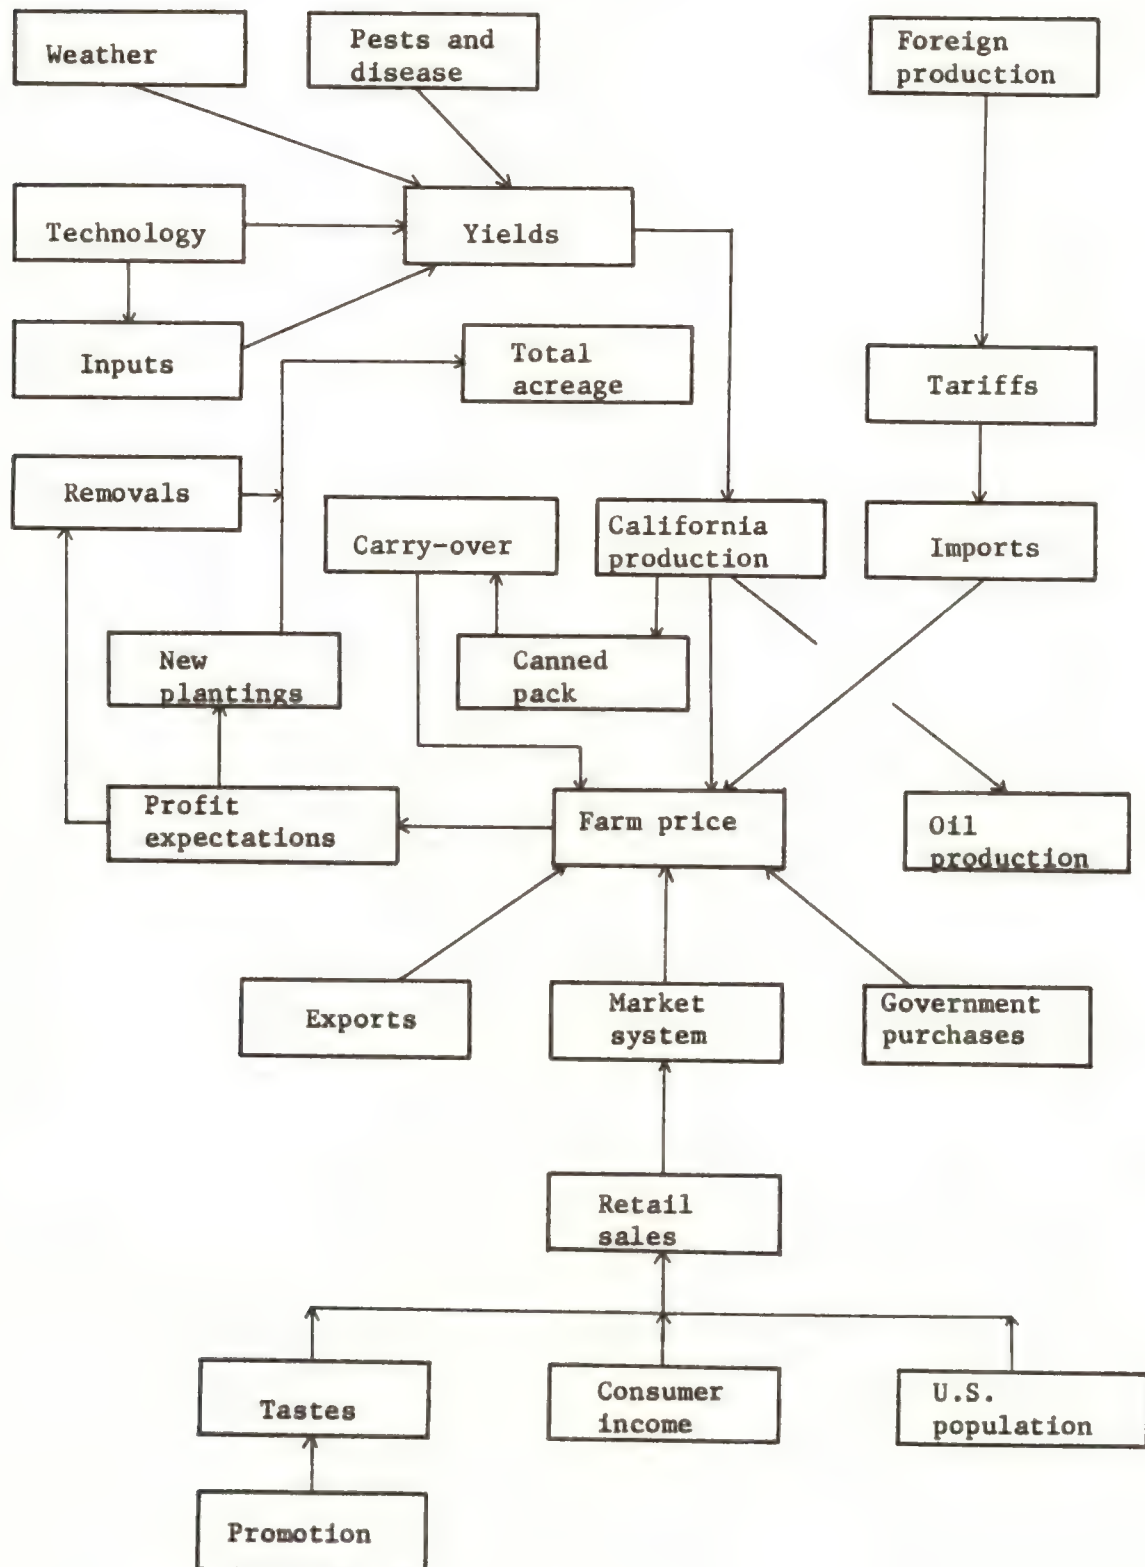 Weather
Pests and
disease
Foreign
production
Technology
Yields
Inputs
Total
acreage
Tariffs
Removals
Carry-over
California
production
Imports
New
plantings
Canned
pack
Profit
expectations
Farm price
Oil
production
Exports
Market
system
Government
purchases
Retail
sales
Tastes
Consumer
income
U.S.
population
Promotion